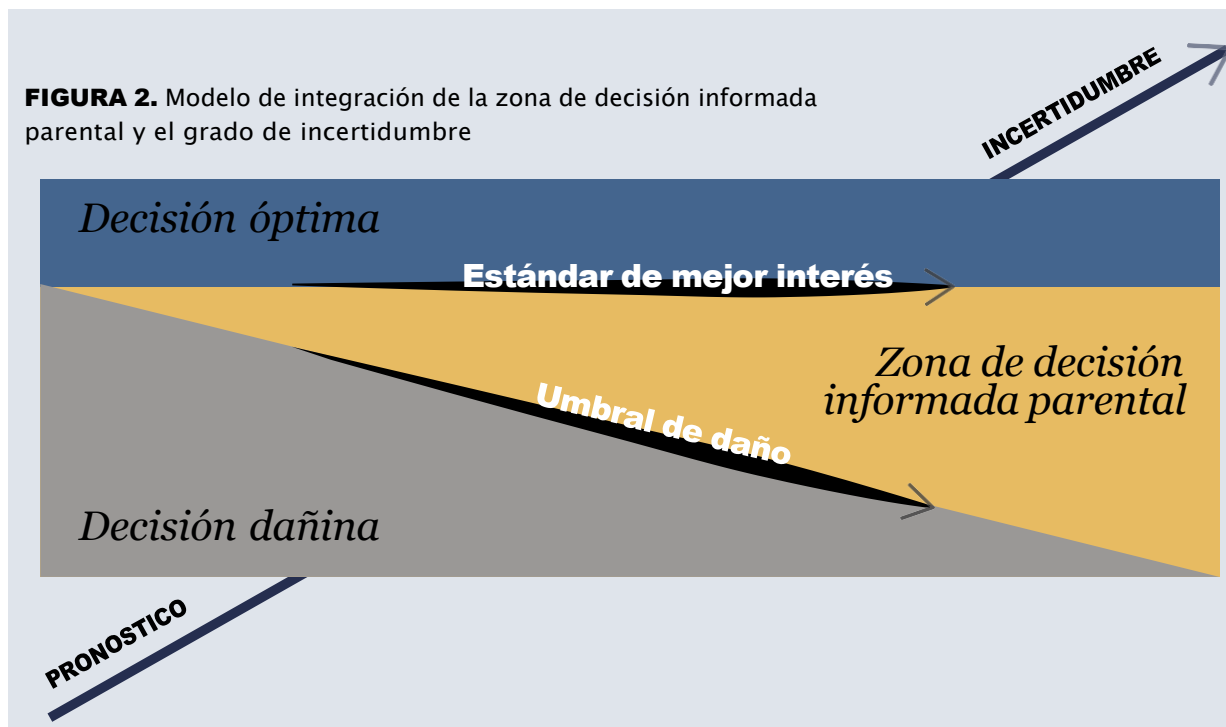 FIGURA 2. Modelo de integración de la zona de decisión informada
parental y el grado de incertidumbre
INCERTIDUMBRE
Decisión óptima
Estándar de mejor interés
Zona de decisión
informada parental
Umbral de daño
Decisión dañina
PRONOSTICO